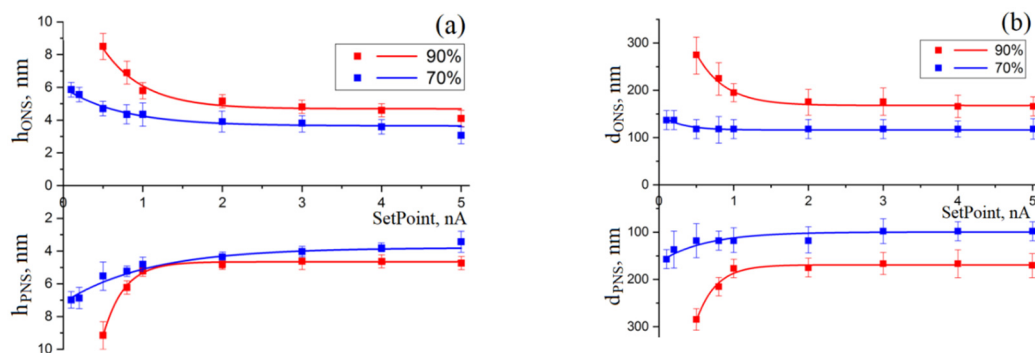 (a)
90%
70%
10
8
6
4
2
0
h_ONS, nm
0 1 2 3 4 5
SetPoint, nA
2
4
6
8
10
h_PNS, nm
(b)
90%
70%
300
200
100
0
d_ONS, nm
0 1 2 3 4 5
SetPoint, nA
100
200
300
d_PNS, nm